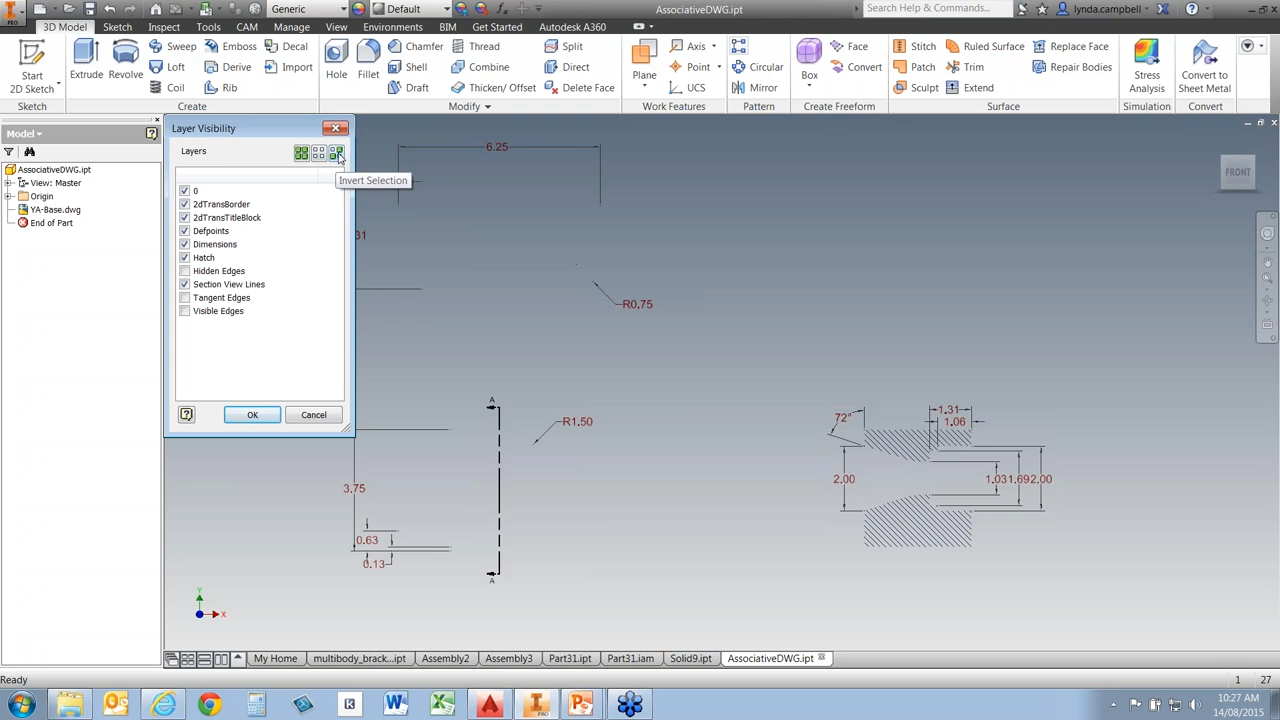 Generic
Default
AssociativeDWG.ipt
Search Help & Commands...
lynda.campbell
PRO
3D Model Sketch Inspect Tools CAM Manage View Environments BIM Get Started Autodesk A360
Start
2D Sketch
Extrude
Revolve
Sweep
Loft
Coil
Emboss
Derive
Rib
Decal
Import
Hole
Fillet
Chamfer
Shell
Draft
Thread
Combine
Thicken/ Offset
Split
Direct
Delete Face
Plane
Axis
Point
UCS
Circular
Mirror
Box
Face
Convert
Stitch
Patch
Sculpt
Ruled Surface
Trim
Extend
Replace Face
Repair Bodies
Stress
Analysis
Convert to
Sheet Metal
Sketch
Create
Modify
Work Features
Pattern
Create Freeform
Surface
Simulation
Convert
Model
AssociativeDWG.ipt
View: Master
Origin
YA-Base.dwg
End of Part
Layer Visibility
Layers
Invert Selection
0
2dTransBorder
2dTransTitleBlock
Defpoints
Dimensions
Hatch
Hidden Edges
Section View Lines
Tangent Edges
Visible Edges
OK
Cancel
6.25
31
R0.75
FRONT
A
R1.50
3.75
0.63
0.13
A
72°
1.31
1.06
2.00
1.03
1.69
2.00
Y
X
My Home
multibody_brack...ipt
Assembly2
Assembly3
Part31.ipt
Part31.iam
Solid9.ipt
AssociativeDWG.ipt
Ready
1
27
10:27 AM
14/08/2015